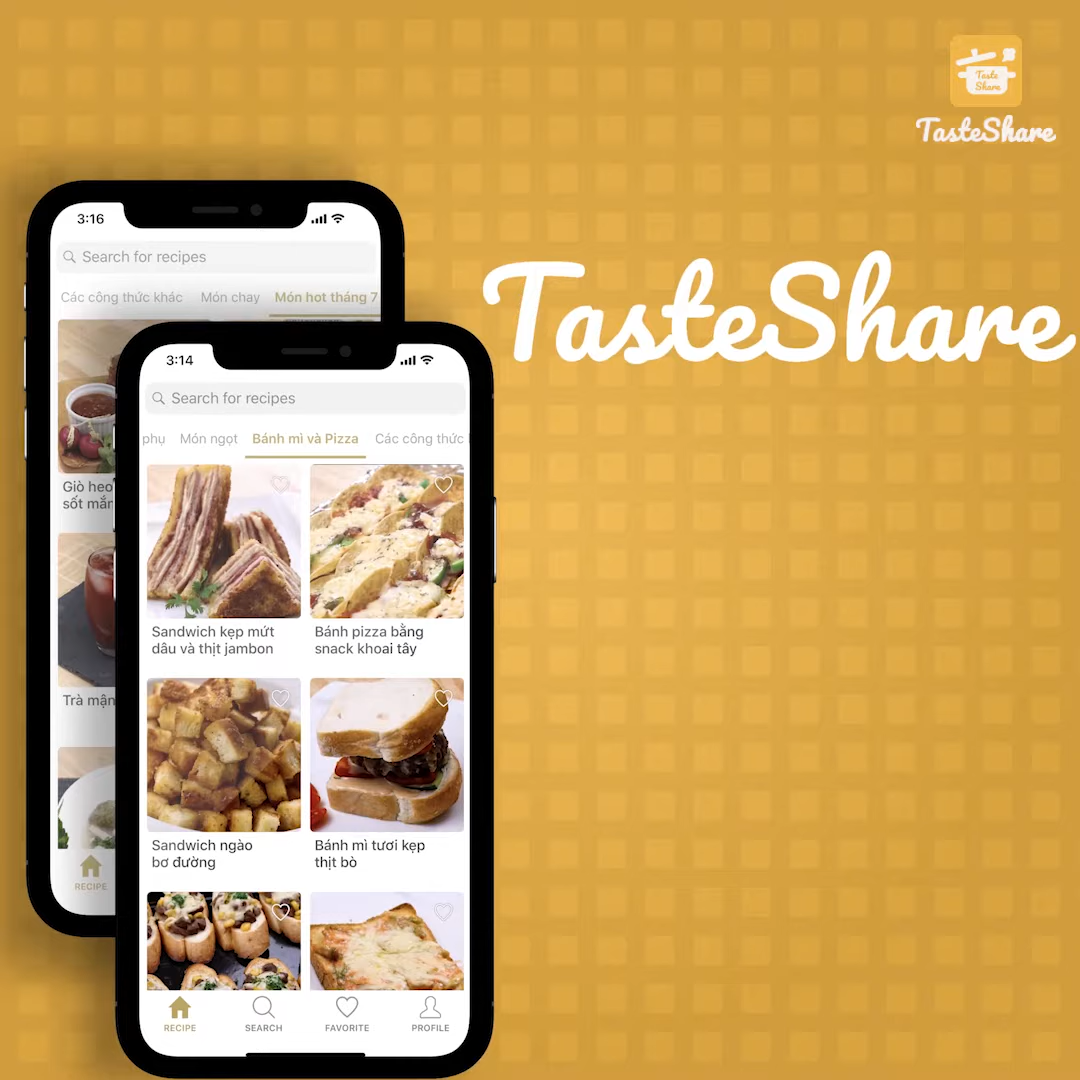 Taste
Share
TasteShare
TasteShare
3:16
Search for recipes
Các công thức khác Món chay Món hot tháng 7
Giò heo
sốt
Trà
RECIPE
3:14
Search for recipes
phụ Món ngọt Bánh mì và Pizza Các công thức
Sandwich kẹp mứt
dâu và thịt jambon
Bánh pizza bằng
snack khoai tây
Sandwich ngào
bơ đường
Bánh mì tươi kẹp
thịt bò
RECIPE SEARCH FAVORITE PROFILE